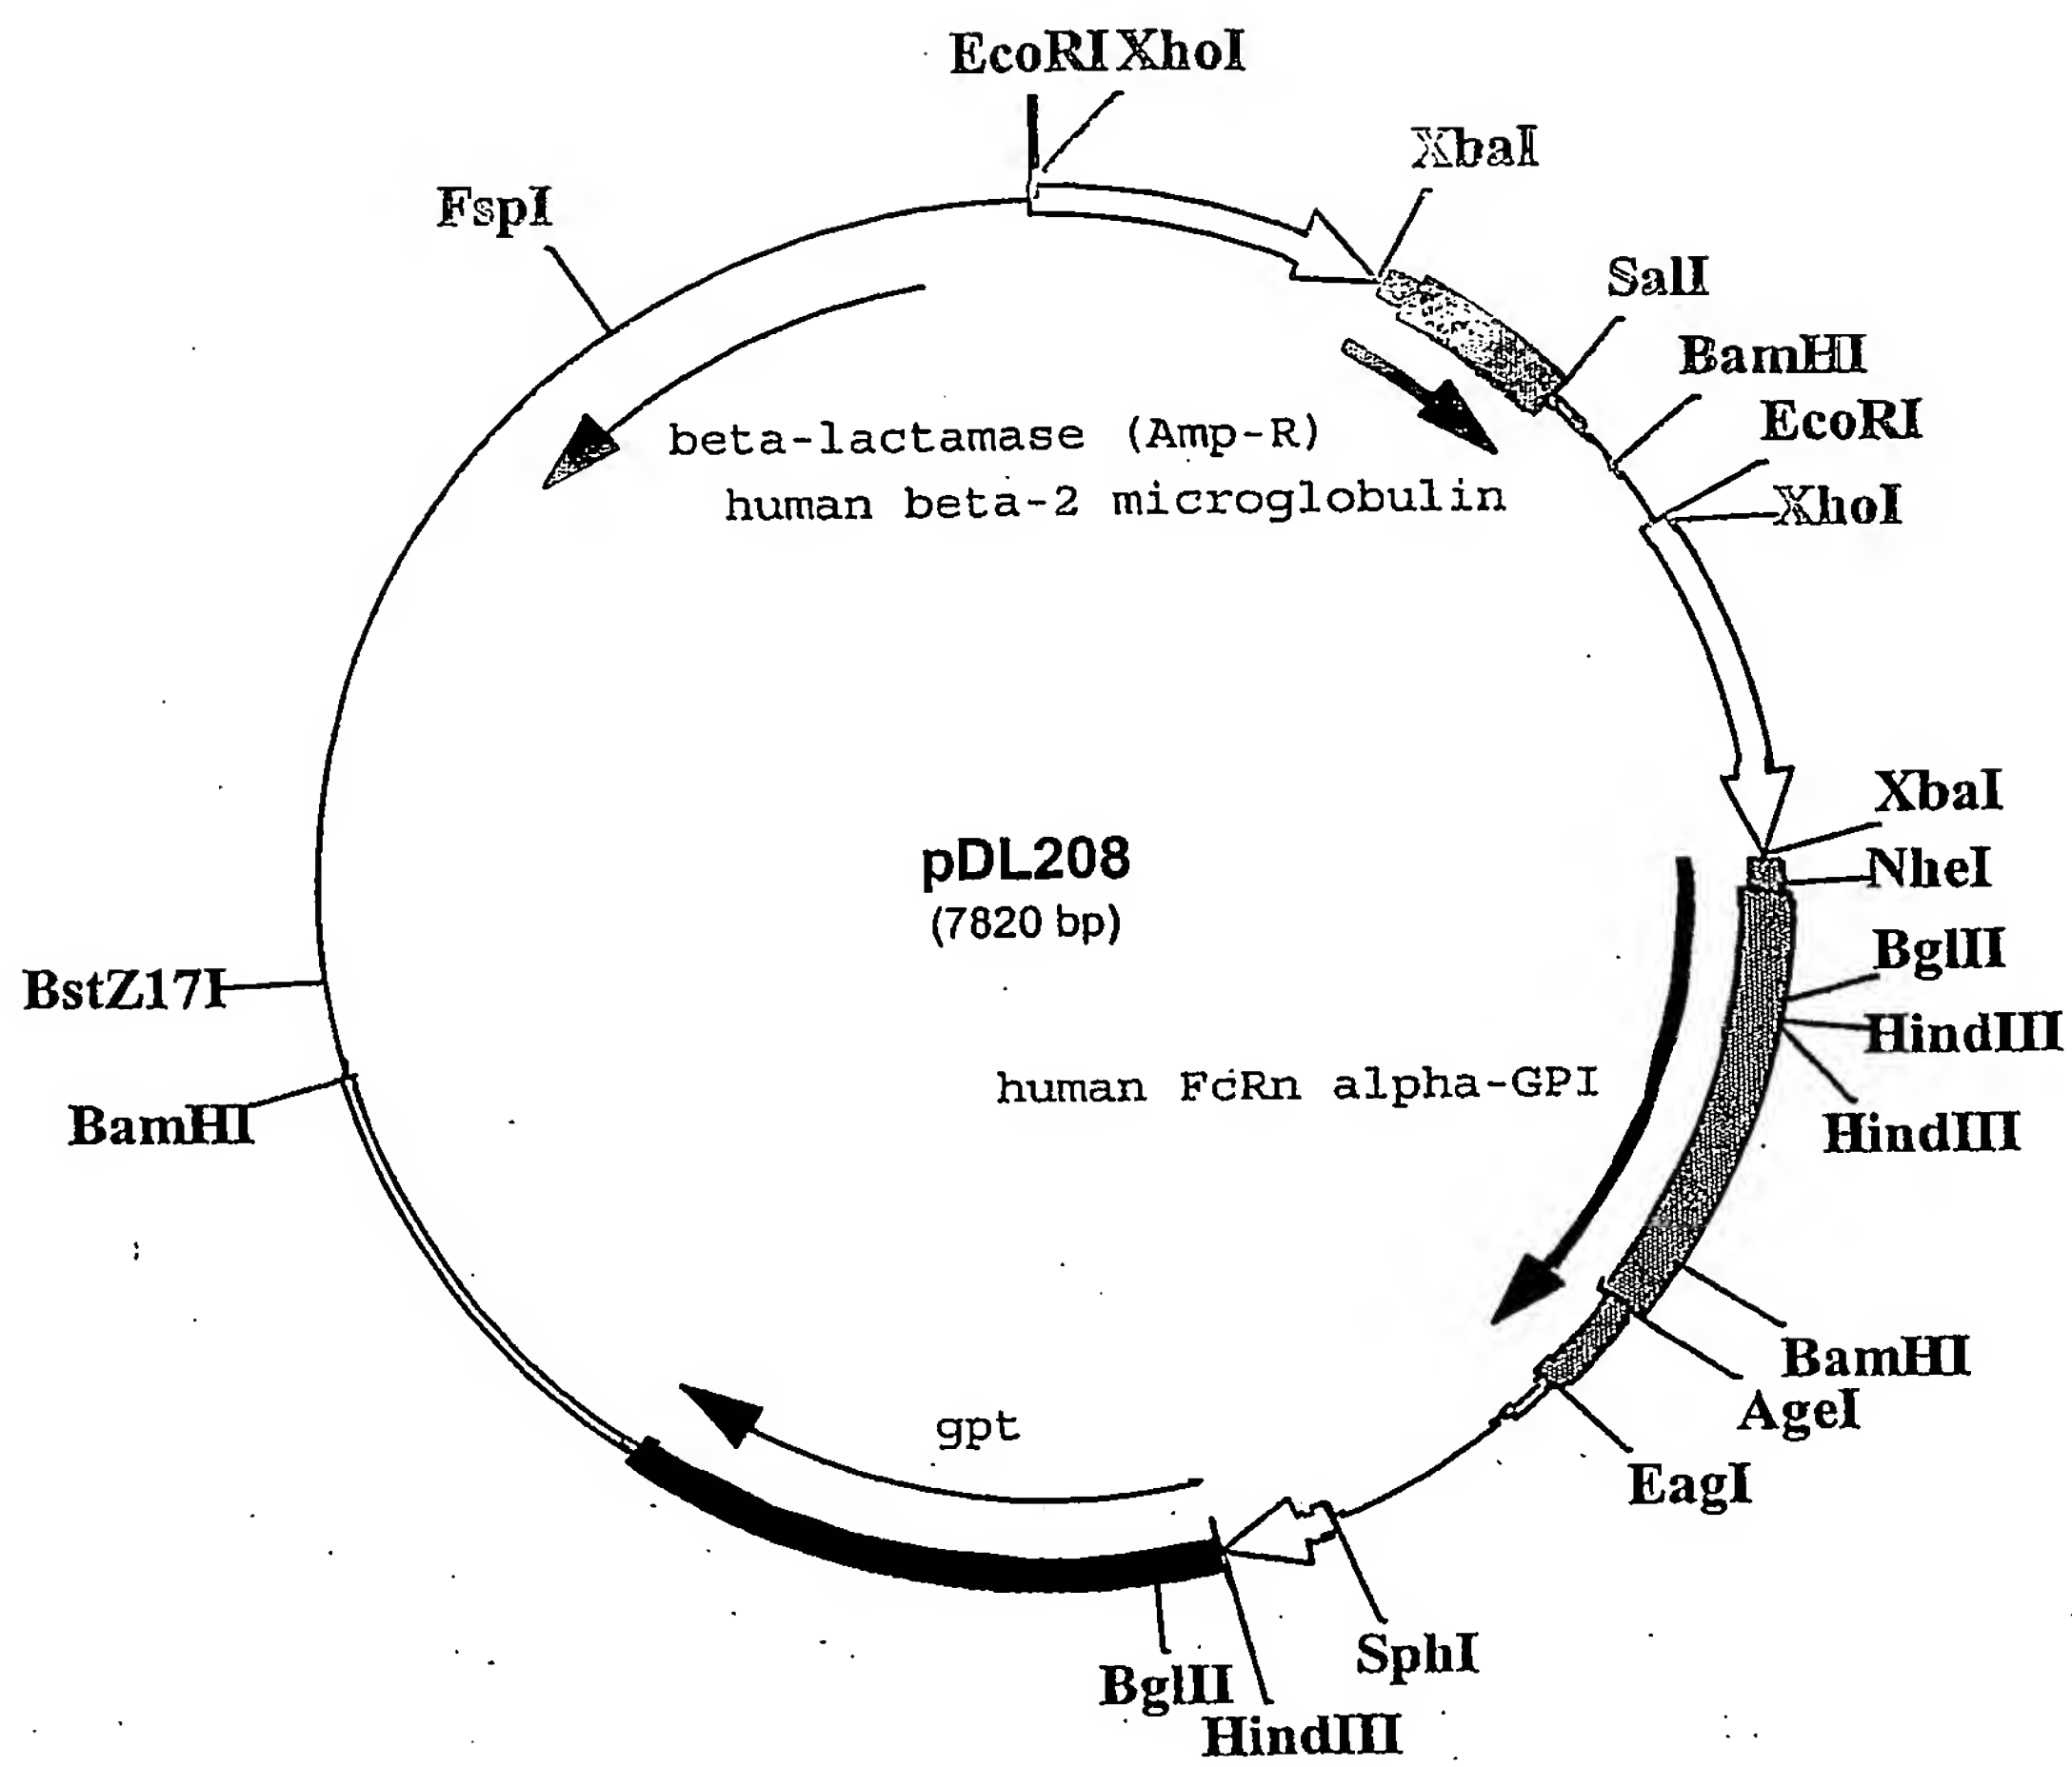 EcoRI XhoI
XbaI
FspI
SalI
BamHI
EcoRI
beta-lactamase (Amp-R)
human beta-2 microglobulin
XhoI
XbaI
pDL208
NheI
(7820 bp)
BglII
BstZ17I
HindIII
human FcRn alpha-GPI
BamHI
HindIII
BamHI
AgeI
gpt
EagI
SphI
BglII
HindIII